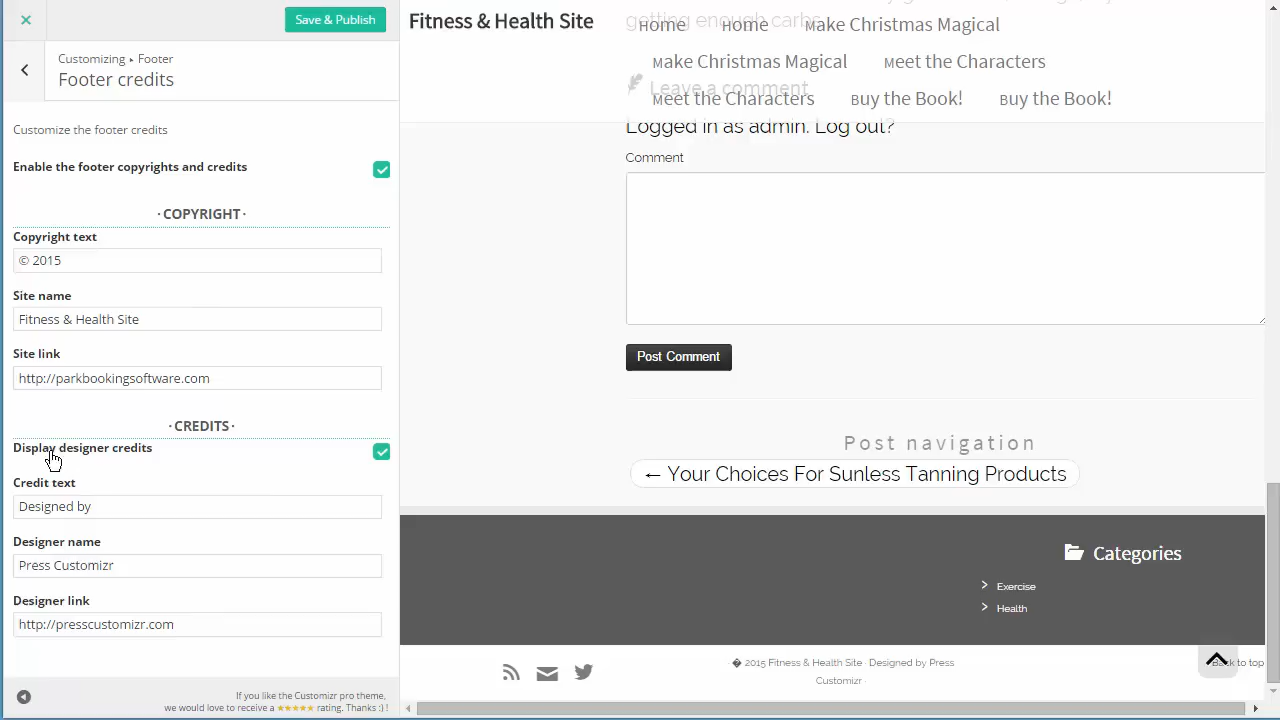 Save & Publish
Customizing ▸ Footer
Footer credits
Customize the footer credits
Enable the footer copyrights and credits
· COPYRIGHT ·
Copyright text
© 2015
Site name
Fitness & Health Site
Site link
http://parkbookingsoftware.com
· CREDITS ·
Display designer credits
Credit text
Designed by
Designer name
Press Customizr
Designer link
http://presscustomizr.com
If you like the Customizr pro theme,
we would love to receive a ★★★★★ rating. Thanks :) !
Fitness & Health Site
getting enough carbs
Home Home Make Christmas Magical
Make Christmas Magical Meet the Characters
Leave a comment
Meet the Characters Buy the Book! Buy the Book!
Logged in as admin. Log out?
Comment
Post Comment
Post navigation
← Your Choices For Sunless Tanning Products
Categories
> Exercise
> Health
� 2015 Fitness & Health Site · Designed by Press
Customizr ·
Back to top